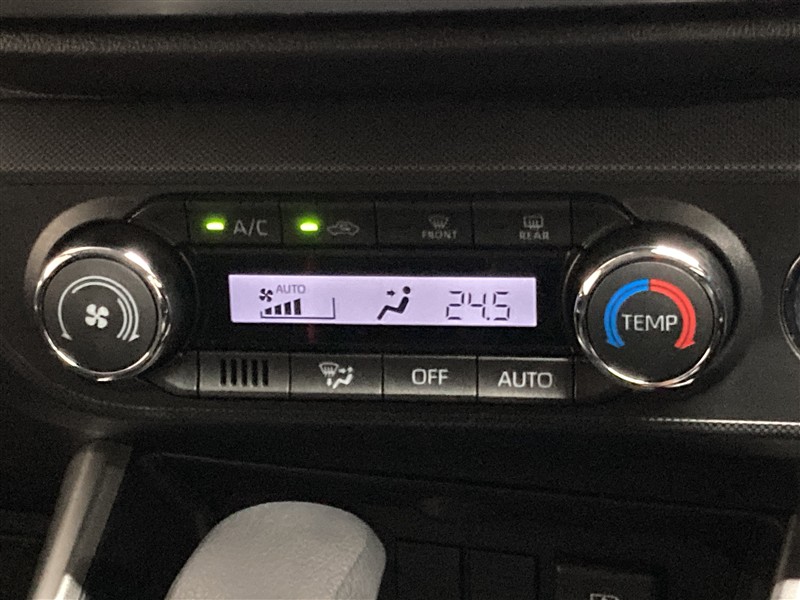 A/C
FRONT
REAR
AUTO
24.5
TEMP
OFF
AUTO